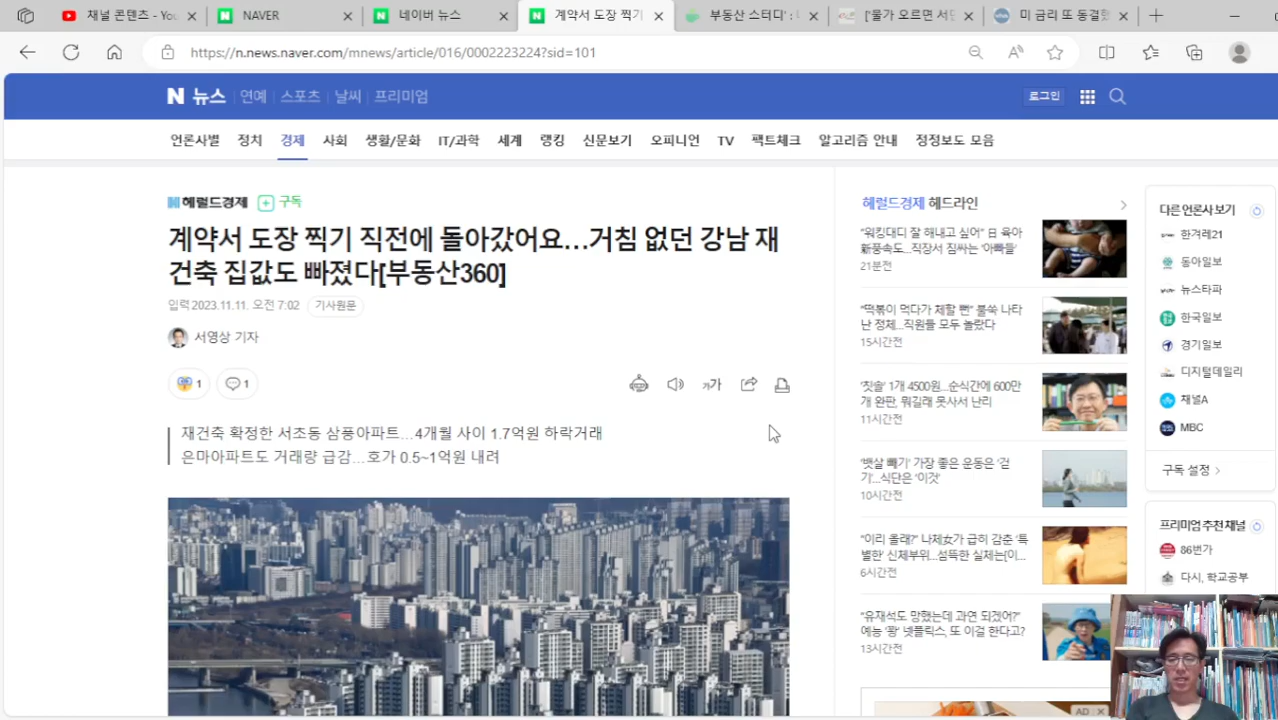 채널 콘텐츠 - You
NAVER
네이버 뉴스
계약서 도장 찍기
부동산 스터디' : 네
['물가 오르면 서민
미 금리 또 동결했
https://n.news.naver.com/mnews/article/016/0002223224?sid=101
N 뉴스 연예 스포츠 날씨 프리미엄
로그인
언론사별 정치 경제 사회 생활/문화 IT/과학 세계 랭킹 신문보기 오피니언 TV 팩트체크 알고리즘 안내 정정보도 모음
헤럴드경제 구독
계약서 도장 찍기 직전에 돌아갔어요…거침 없던 강남 재
건축 집값도 빠졌다[부동산360]
입력 2023.11.11. 오전 7:02 기사원문
서영상 기자
1 1
가가
재건축 확정한 서초동 삼풍아파트…4개월 사이 1.7억원 하락거래
은마아파트도 거래량 급감…호가 0.5~1억원 내려
헤럴드경제 헤드라인
“워킹대디 잘 해내고 싶어” 日 육아
新풍속도…직장서 짐싸는 ‘아빠들’
21분전
“떡볶이 먹다가 체할 뻔” 불쑥 나타
난 정체…직원들 모두 놀랐다
15시간전
‘칫솔’ 1개 4500원…순식간에 600만
개 완판, 뭐길래 못사서 난리
11시간전
‘뱃살 빼기’ 가장 좋은 운동은 ‘걷
기’…식단은 ‘이것’
10시간전
“이리 올래?” 나체女가 급히 감춘 ‘특
별한’ 신체부위…섬뜩한 실체는[이…
6시간전
“유재석도 망했는데 과연 되겠어?”
예능 ‘꽝’ 넷플릭스, 또 이걸 한다고?
13시간전
AD
다른 언론사 보기
한겨레21
동아일보
뉴스타파
한국일보
경기일보
디지털데일리
채널A
MBC
구독 설정
프리미엄 추천 채널
86번가
다시, 학교공부